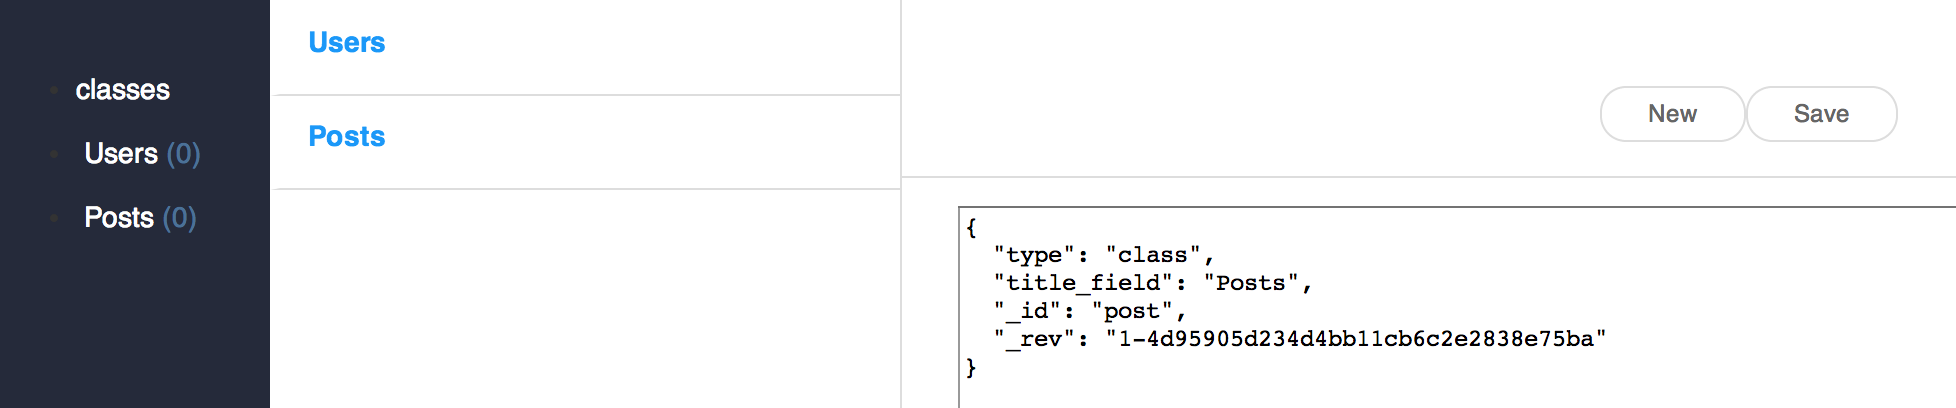 classes
Users (0)
Posts (0)
Users
Posts
New
Save
{
  "type": "class",
  "title_field": "Posts",
  "_id": "post",
  "_rev": "1-4d95905d234d4bb11cb6c2e2838e75ba"
}